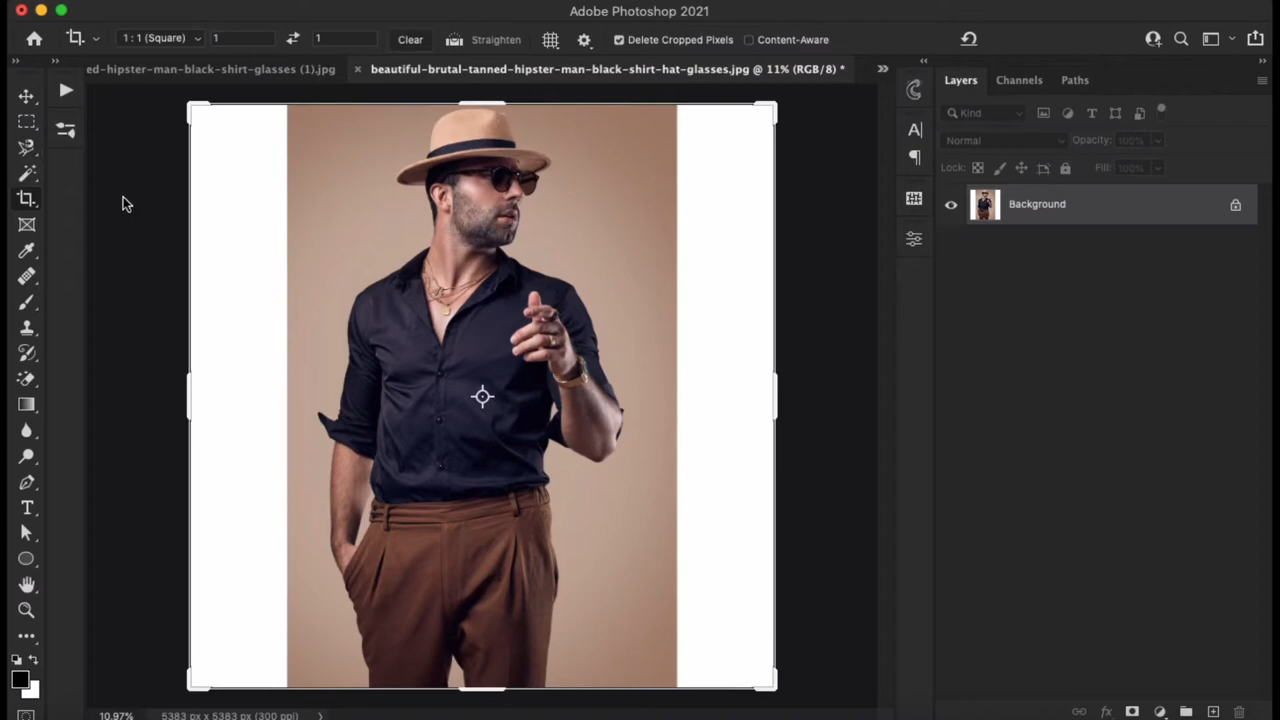 Adobe Photoshop 2021
1 : 1 (Square) 1 1 Clear Straighten Delete Cropped Pixels Content-Aware
ed-hipster-man-black-shirt-glasses (1).jpg × beautiful-brutal-tanned-hipster-man-black-shirt-hat-glasses.jpg @ 11% (RGB/8) *
Layers Channels Paths
Kind
Normal Opacity: 100%
Lock: Fill: 100%
Background
10.97% 5383 px x 5383 px (300 ppi)